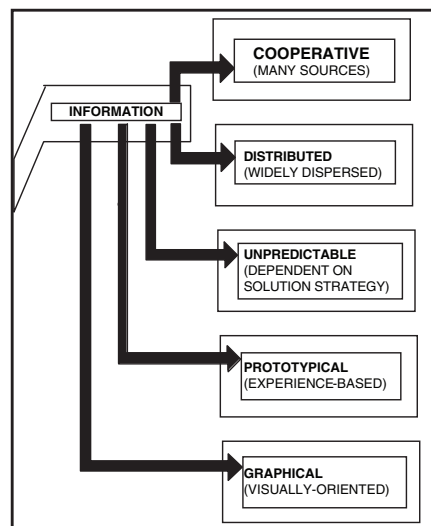 COOPERATIVE
(MANY SOURCES)
INFORMATION
DISTRIBUTED
(WIDELY DISPERSED)
UNPREDICTABLE
(DEPENDENT ON
SOLUTION STRATEGY)
PROTOTYPICAL
(EXPERIENCE-BASED)
GRAPHICAL
(VISUALLY-ORIENTED)